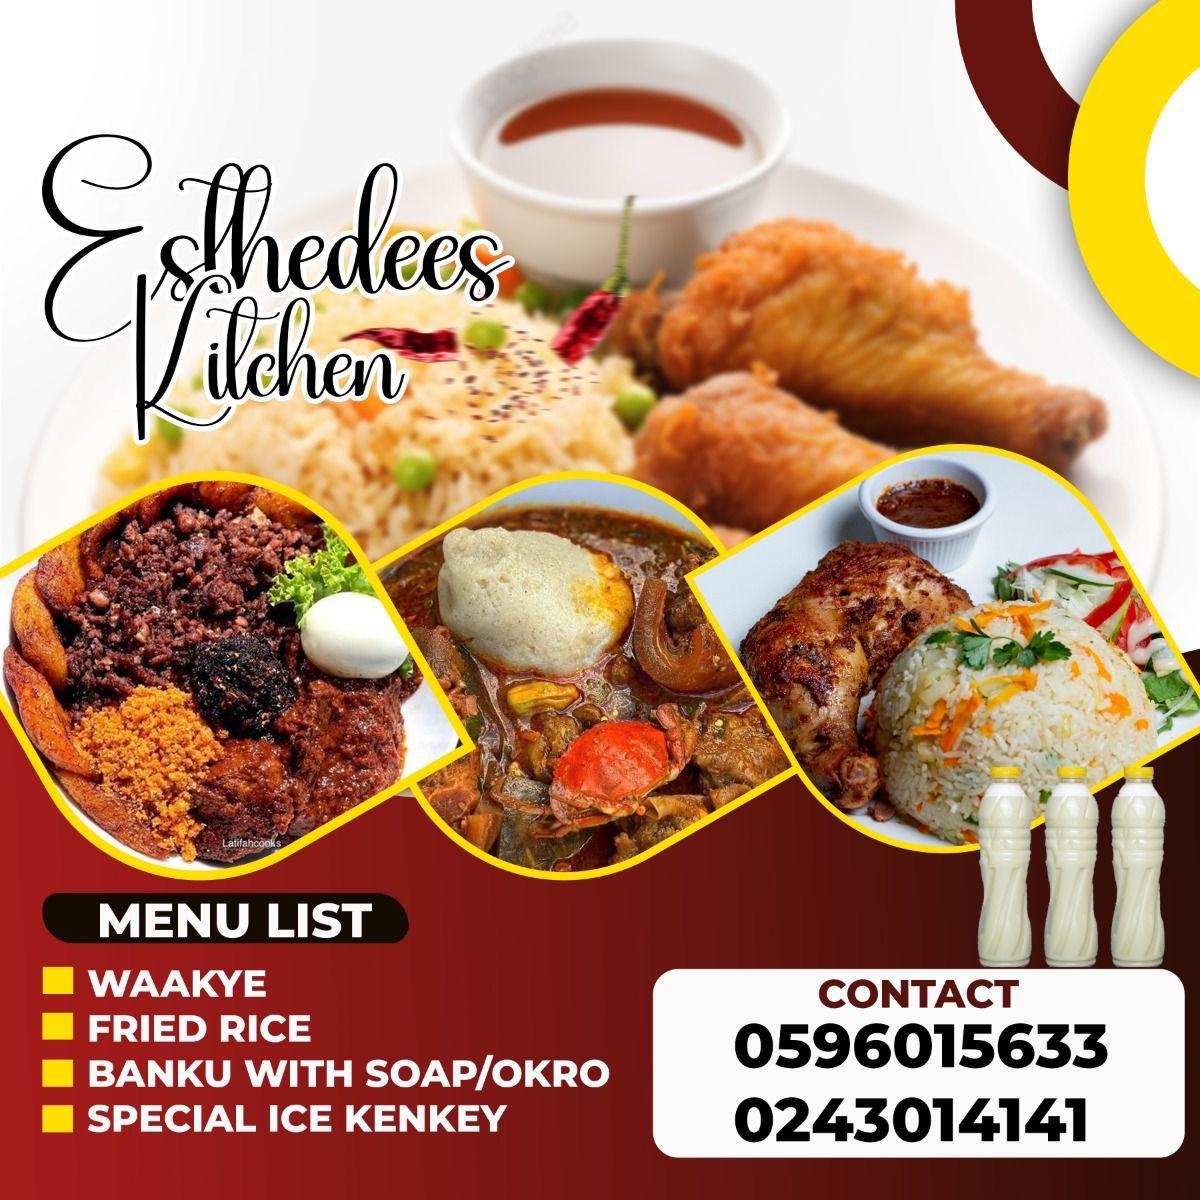 Esthedees
Kitchen
Latifahcooks
MENU LIST
WAAKYE
FRIED RICE
BANKU WITH SOAP/OKRO
SPECIAL ICE KENKEY
CONTACT
0596015633
0243014141